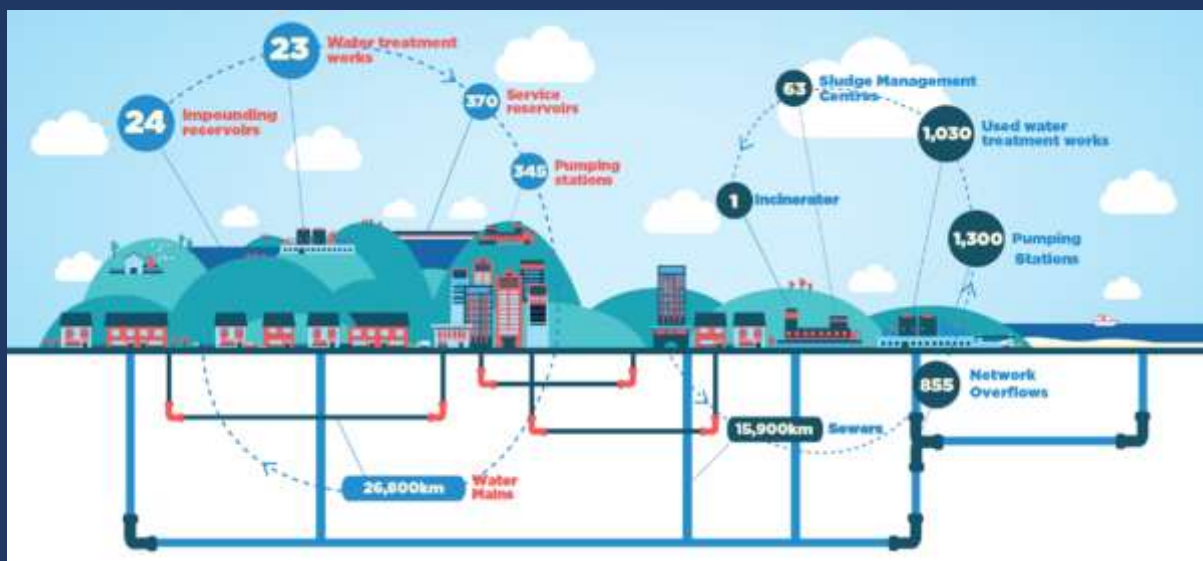 23
Water treatment
works
24
Impounding
reservoirs
370
Service
reservoirs
345
Pumping
stations
63
Sludge Management
Centres
1,030
Used water
treatment works
1
Incinerator
1,300
Pumping
Stations
855
Network
Overflows
15,900km
Sewers
26,800km
Water
Mains